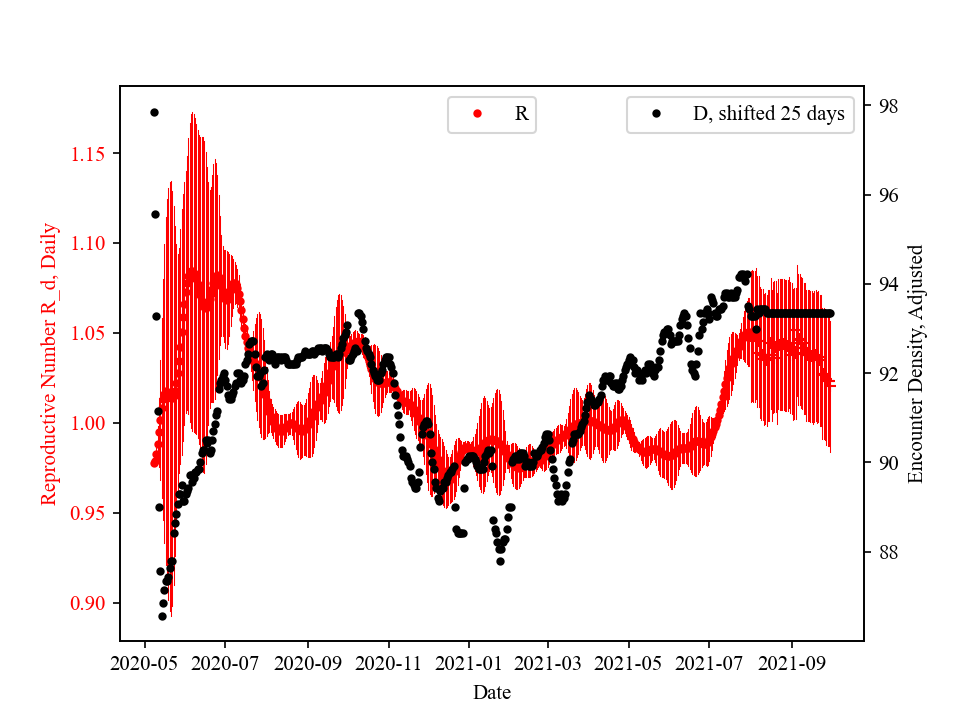 R
D, shifted 25 days
Reproductive Number R_d, Daily
1.15
1.10
1.05
1.00
0.95
0.90
98
96
94
92
90
88
Encounter Density, Adjusted
2020-05 2020-07 2020-09 2020-11 2021-01 2021-03 2021-05 2021-07 2021-09
Date